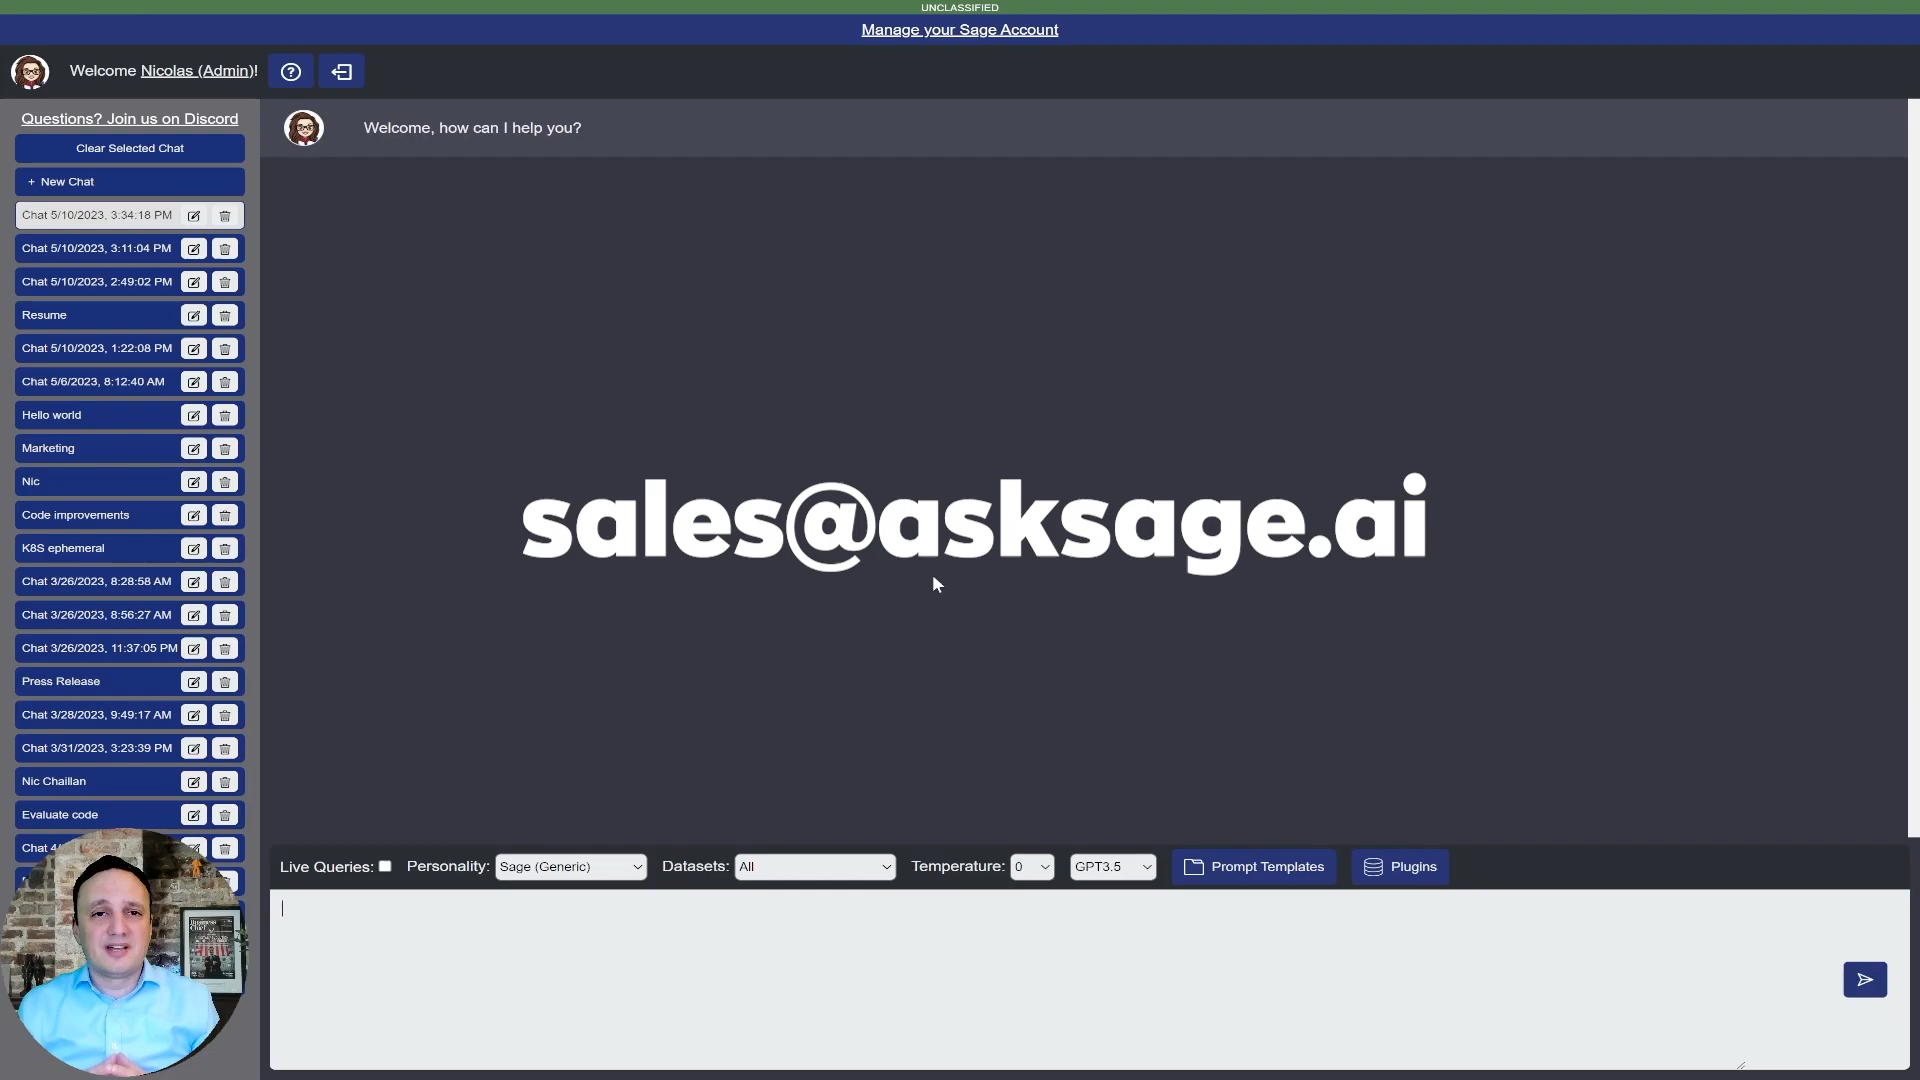 UNCLASSIFIED
Manage your Sage Account
Welcome Nicolas (Admin)!
Questions? Join us on Discord
Clear Selected Chat
+ New Chat
Chat 5/10/2023, 3:34:18 PM
Chat 5/10/2023, 3:11:04 PM
Chat 5/10/2023, 2:49:02 PM
Resume
Chat 5/10/2023, 1:22:08 PM
Chat 5/6/2023, 8:12:40 AM
Hello world
Marketing
Nic
Code improvements
K8S ephemeral
Chat 3/26/2023, 8:28:58 AM
Chat 3/26/2023, 8:56:27 AM
Chat 3/26/2023, 11:37:05 PM
Press Release
Chat 3/28/2023, 9:49:17 AM
Chat 3/31/2023, 3:23:39 PM
Nic Chaillan
Evaluate code
Chat 4/
Welcome, how can I help you?
sales@asksage.ai
Live Queries: Personality: Sage (Generic) Datasets: All Temperature: 0 GPT3.5 Prompt Templates Plugins